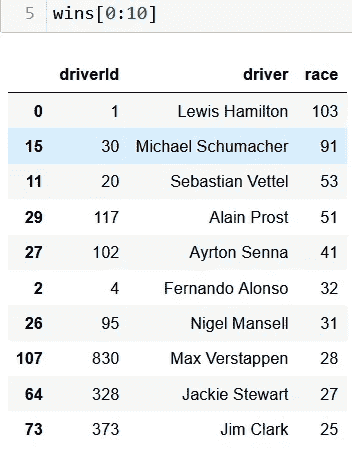 5 wins[0:10]
driverId driver race
0 1 Lewis Hamilton 103
15 30 Michael Schumacher 91
11 20 Sebastian Vettel 53
29 117 Alain Prost 51
27 102 Ayrton Senna 41
2 4 Fernando Alonso 32
26 95 Nigel Mansell 31
107 830 Max Verstappen 28
64 328 Jackie Stewart 27
73 373 Jim Clark 25